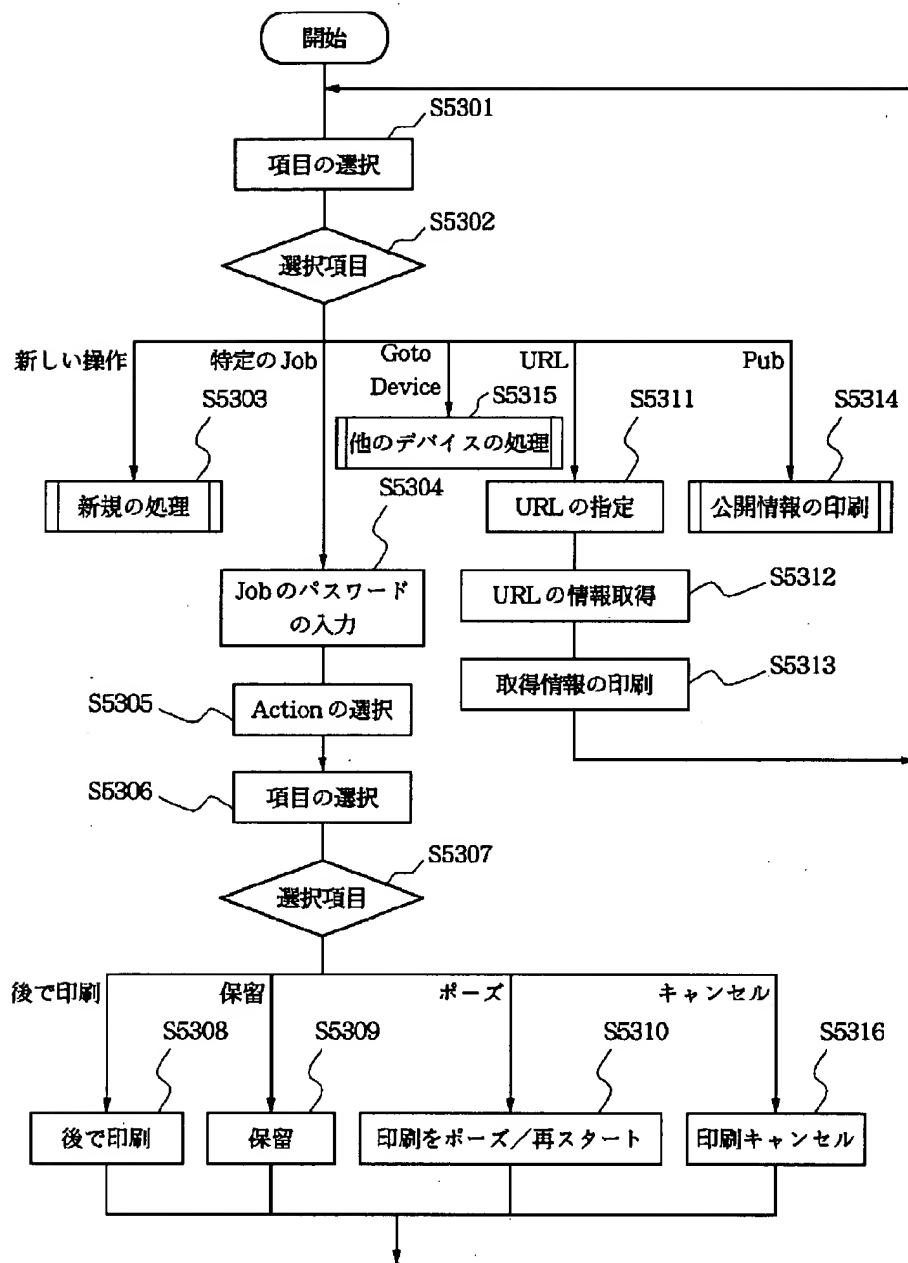 開始
S5301
項目の選択
S5302
選択項目
新しい操作
特定のJob
Goto
Device
URL
Pub
S5303
S5315
S5311
S5314
新規の処理
他のデバイスの処理
URLの指定
公開情報の印刷
S5304
Jobのパスワード
の入力
S5312
URLの情報取得
S5313
取得情報の印刷
S5305
Actionの選択
S5306
項目の選択
S5307
選択項目
後で印刷
保留
ポーズ
キャンセル
S5308
S5309
S5310
S5316
後で印刷
保留
印刷をポーズ/再スタート
印刷キャンセル